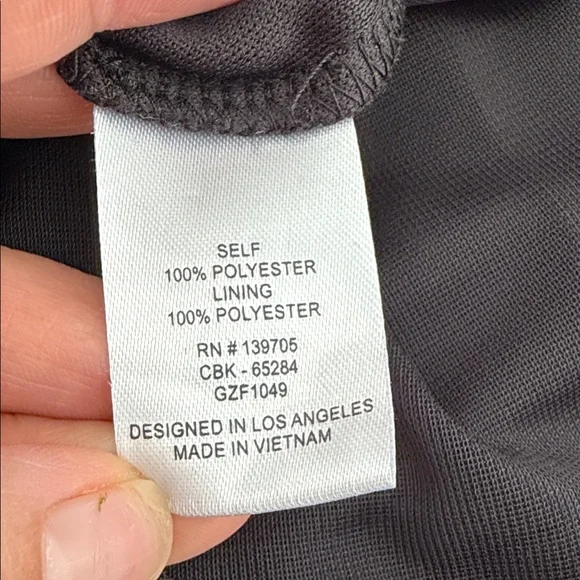 SELF
100% POLYESTER
LINING
100% POLYESTER
RN # 139705
CBK - 65284
GZF1049
DESIGNED IN LOS ANGELES
MADE IN VIETNAM